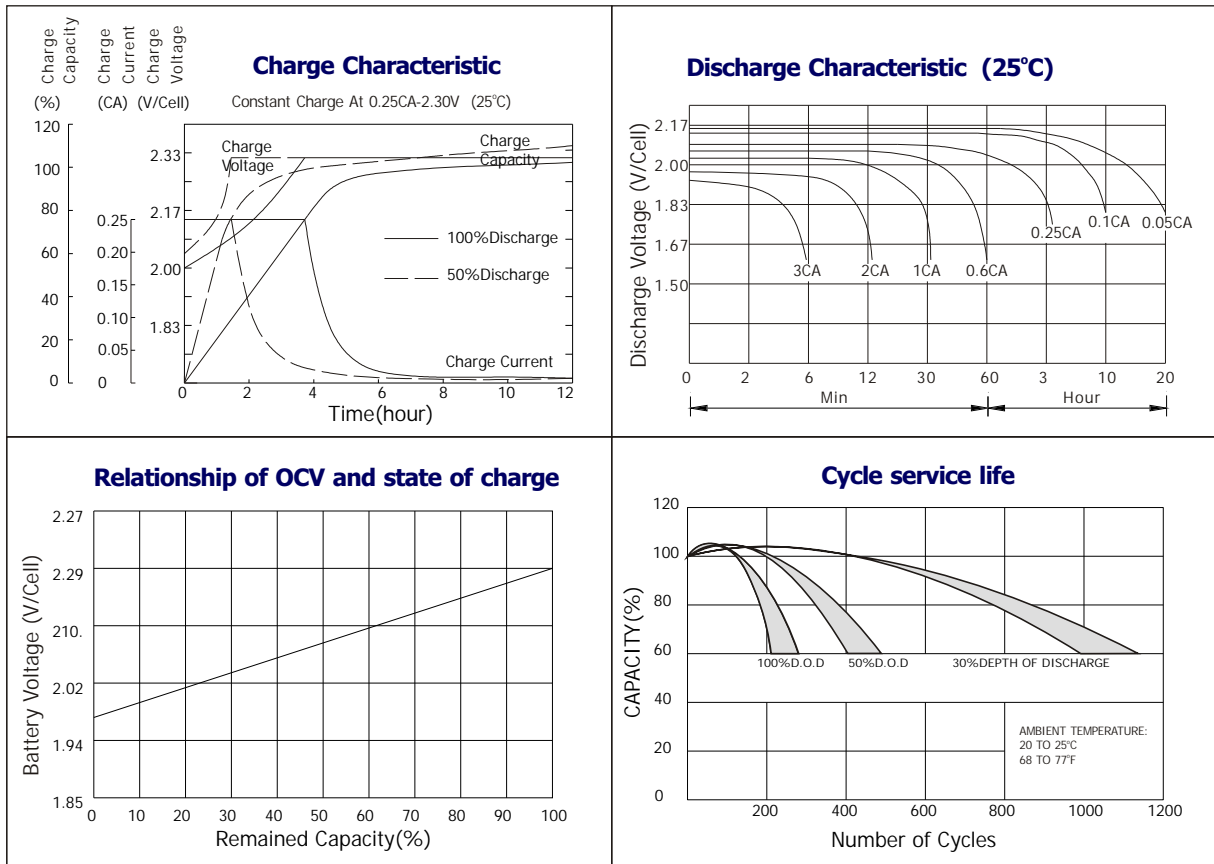 Charge Characteristic
Charge Capacity
Charge Current
Charge Voltage
(%) (CA) (V/Cell)
Constant Charge At 0.25CA-2.30V (25°C)
120
100
80
60
40
20
0
0.25
0.20
0.15
0.10
0.05
0
2.33
2.17
2.00
1.83
Charge Voltage
Charge Capacity
100%Discharge
50%Discharge
Charge Current
0 2 4 6 8 10 12
Time(hour)
Discharge Characteristic (25°C)
Discharge Voltage (V/Cell)
2.17
2.00
1.83
1.67
1.50
3CA 2CA 1CA 0.6CA 0.25CA 0.1CA 0.05CA
0 2 6 12 30 60 3 10 20
Min Hour
Relationship of OCV and state of charge
Battery Voltage (V/Cell)
2.27
2.29
210.
2.02
1.94
1.85
0 10 20 30 40 50 60 70 80 90 100
Remained Capacity(%)
Cycle service life
CAPACITY(%)
120
100
80
60
40
20
0
100%D.O.D 50%D.O.D 30%DEPTH OF DISCHARGE
AMBIENT TEMPERATURE:
20 TO 25°C
68 TO 77°F
200 400 600 800 1000 1200
Number of Cycles